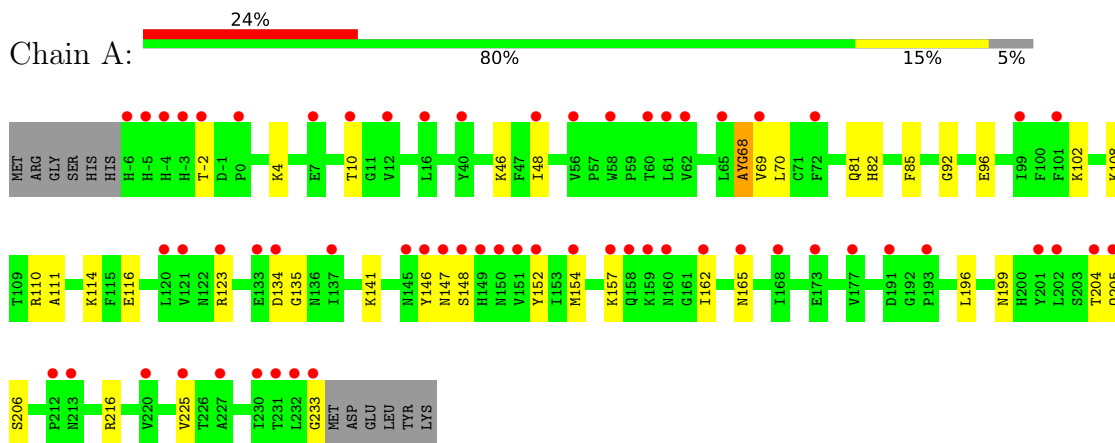 24%
Chain A:
80% 15% 5%
MET ARG GLY SER HIS HIS H-6 H-5 H-4 H-3 T-2 D-1 P0 K4 E7 T10 G11 V12 L16 Y40 K46 F47 I48 V56 P57 W58 P59 T60 L61 V62 L65 AYG68 V69 L70 C71 F72 Q81 H82 F85 G92 E96 I99 F100 F101 K102 K108
T109 R110 A111 K114 F115 E116 L120 V121 N122 R123 E133 D134 G135 N136 I137 K141 N145 Y146 N147 S148 H149 N150 V151 Y152 I153 M154 K157 Q158 K159 N160 G161 I162 N165 I168 E173 V177 D191 G192 P193 L196 N199 H200 Y201 L202 S203 T204 Q205
S206 P212 N213 R216 V220 V225 T226 A227 I230 T231 L232 G233 MET ASP GLU LEU TYR LYS